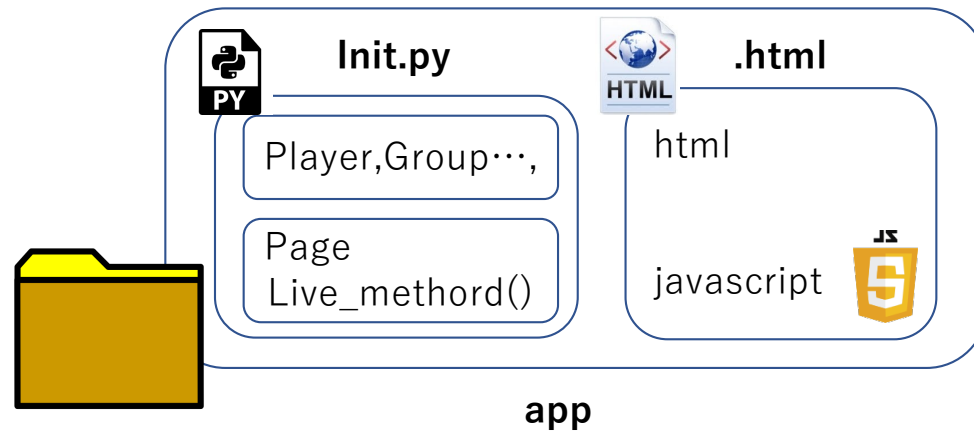 Init.py
.html
PY
HTML
Player,Group…,
Page
Live_methord()
html
javascript
JS
5
app